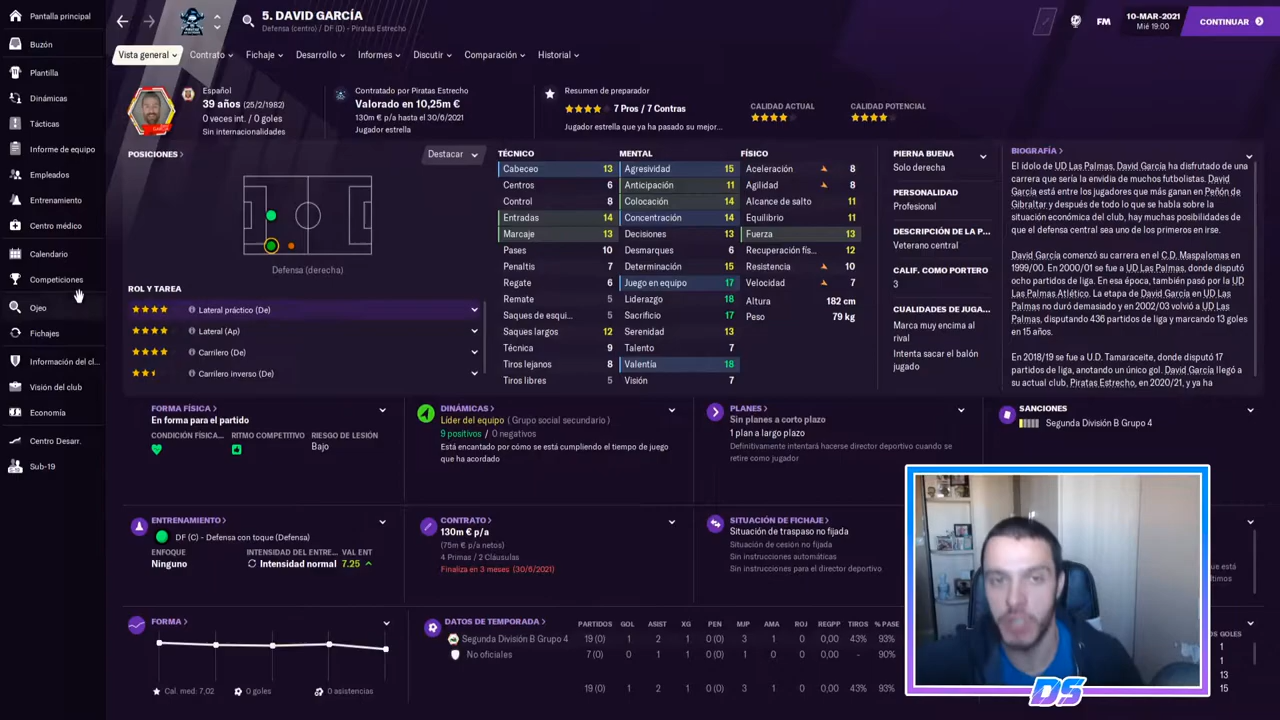 Pantalla principal
Buzón
Plantilla
Dinámicas
Tácticas
Informe de equipo
Empleados
Entrenamiento
Centro médico
Calendario
Competiciones
Ojeo
Fichajes
Información del cl...
Visión del club
Economía
Centro Desarr.
Sub-19
5. DAVID GARCÍA
Defensa (centro) / DF (D) - Piratas Estrecho
FM
10-MAR-2021
Mié 19:00
CONTINUAR
Vista general
Contrato
Fichaje
Desarrollo
Informes
Discutir
Comparación
Historial
Español
39 años (25/2/1982)
0 veces int. / 0 goles
Sin internacionalidades
Contratado por Piratas Estrecho
Valorado en 10,25m €
130m € p/a hasta el 30/6/2021)
Jugador estrella
Resumen de preparador
7 Pros / 7 Contras
Jugador estrella que ya ha pasado su mejor...
CALIDAD ACTUAL
CALIDAD POTENCIAL
POSICIONES
Destacar
Defensa (derecha)
ROL Y TAREA
Lateral práctico (De)
Lateral (Ap)
Carrilero (De)
Carrilero inverso (De)
TÉCNICO
Cabeceo 13
Centros 6
Control 8
Entradas 14
Marcaje 13
Pases 10
Penaltis 7
Regate 6
Remate 5
Saques de esqui... 5
Saques largos 12
Técnica 9
Tiros lejanos 8
Tiros libres 5
MENTAL
Agresividad 15
Anticipación 11
Colocación 14
Concentración 14
Decisiones 13
Desmarques 6
Determinación 15
Juego en equipo 17
Liderazgo 18
Sacrificio 17
Serenidad 13
Talento 7
Valentía 18
Visión 7
FÍSICO
Aceleración 8
Agilidad 8
Alcance de salto 11
Equilibrio 11
Fuerza 13
Recuperación fís... 12
Resistencia 10
Velocidad 7
Altura 182 cm
Peso 79 kg
PIERNA BUENA
Solo derecha
PERSONALIDAD
Profesional
DESCRIPCIÓN DE LA P...
Veterano central
CALIF. COMO PORTERO
3
CUALIDADES DE JUGA...
Marca muy encima al
rival
Intenta sacar el balón
jugado
BIOGRAFÍA
El ídolo de UD Las Palmas, David García ha disfrutado de una
carrera que sería la envidia de muchos futbolistas. David
García está entre los jugadores que más ganan en Peñón de
Gibraltar y después de todo lo que se habla sobre la
situación económica del club, hay muchas posibilidades de
que el defensa central sea uno de los primeros en irse.
David García comenzó su carrera en el C.D. Maspalomas en
1999/00. En 2000/01 se fue a UD Las Palmas, donde disputó
ocho partidos de liga. En esa época, también pasó por la UD
Las Palmas Atlético. La etapa de David García en UD Las
Palmas no duró demasiado y en 2002/03 volvió a UD Las
Palmas, disputando 436 partidos de liga y marcando 13 goles
en 15 años.
En 2018/19 se fue a U.D. Tamaraceite, donde disputó 17
partidos de liga, anotando un único gol. David García llegó a
su actual club, Piratas Estrecho, en 2020/21, y ya ha
FORMA FÍSICA
En forma para el partido
CONDICIÓN FÍSICA...
RITMO COMPETITIVO
RIESGO DE LESIÓN
Bajo
DINÁMICAS
Líder del equipo ( Grupo social secundario )
9 positivos / 0 negativos
Está encantado por cómo se está cumpliendo el tiempo de juego
que ha acordado
PLANES
Sin planes a corto plazo
1 plan a largo plazo
Definitivamente intentará hacerse director deportivo cuando se
retire como jugador
SANCIONES
Segunda División B Grupo 4
ENTRENAMIENTO
DF (C) - Defensa con toque (Defensa)
ENFOQUE
Ninguno
INTENSIDAD DEL ENTRE...
Intensidad normal
VAL ENT
7.25
CONTRATO
130m € p/a
(75m € p/a netos)
4 Primas / 2 Cláusulas
Finaliza en 3 meses (30/6/2021)
SITUACIÓN DE FICHAJE
Situación de traspaso no fijada
Situación de cesión no fijada
Sin instrucciones automáticas
Sin instrucciones para el director deportivo
que está
FORMA
Cal. med: 7,02
0 goles
0 asistencias
DATOS DE TEMPORADA
PARTIDOS GOL ASIST XG PEN MJP AMA ROJ REGPP TIROS % PASE
Segunda División B Grupo 4 19 (0) 1 2 1 0 (0) 3 1 0 0,00 43% 93%
No oficiales 7 (0) 0 1 0 0 (0) 1 0 0 0,00 - 90%
19 (0) 1 2 1 0 (0) 3 1 0 0,00 43% 93%
OS GOLES
1
1
13
15
DS